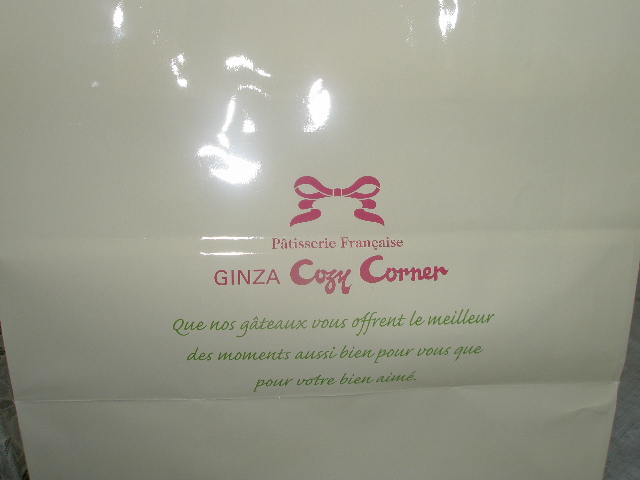 Pâtisserie Française
GINZA Cozy Corner
Que nos gâteaux vous offrent le meilleur
des moments aussi bien pour vous que
pour votre bien aimé.